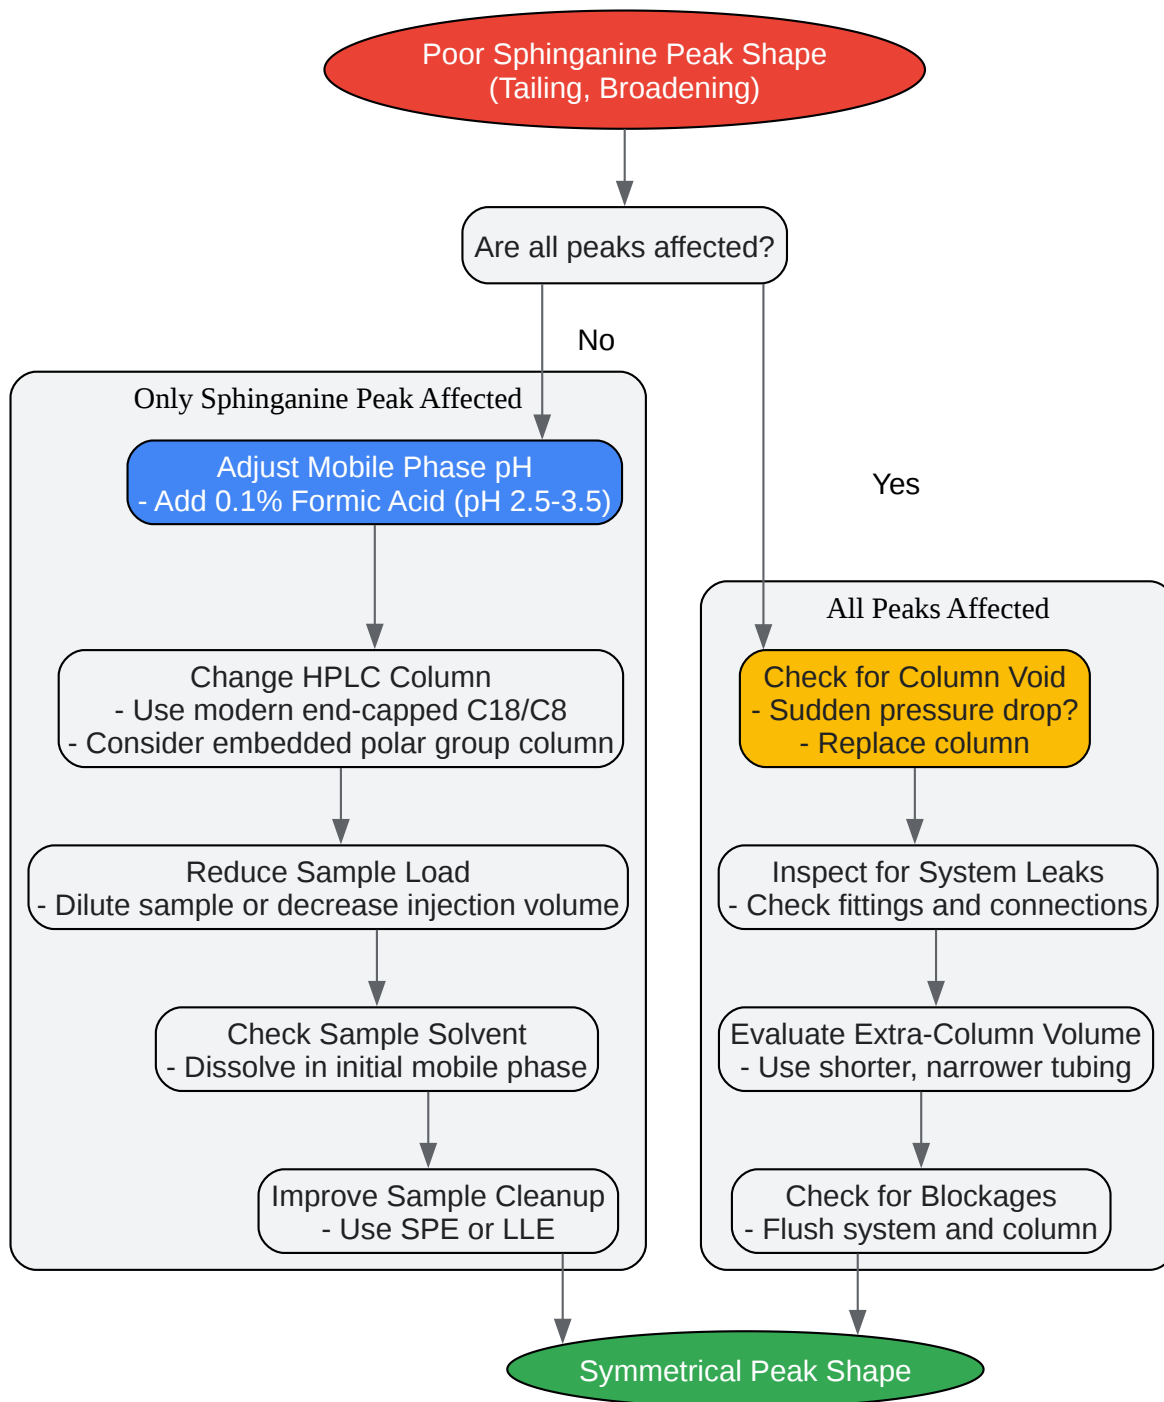 Poor Sphinganine Peak Shape
(Tailing, Broadening)
Are all peaks affected?
No
Yes
Only Sphinganine Peak Affected
Adjust Mobile Phase pH
- Add 0.1% Formic Acid (pH 2.5-3.5)
Change HPLC Column
- Use modern end-capped C18/C8
- Consider embedded polar group column
Reduce Sample Load
- Dilute sample or decrease injection volume
Check Sample Solvent
- Dissolve in initial mobile phase
Improve Sample Cleanup
- Use SPE or LLE
All Peaks Affected
Check for Column Void
- Sudden pressure drop?
- Replace column
Inspect for System Leaks
- Check fittings and connections
Evaluate Extra-Column Volume
- Use shorter, narrower tubing
Check for Blockages
- Flush system and column
Symmetrical Peak Shape